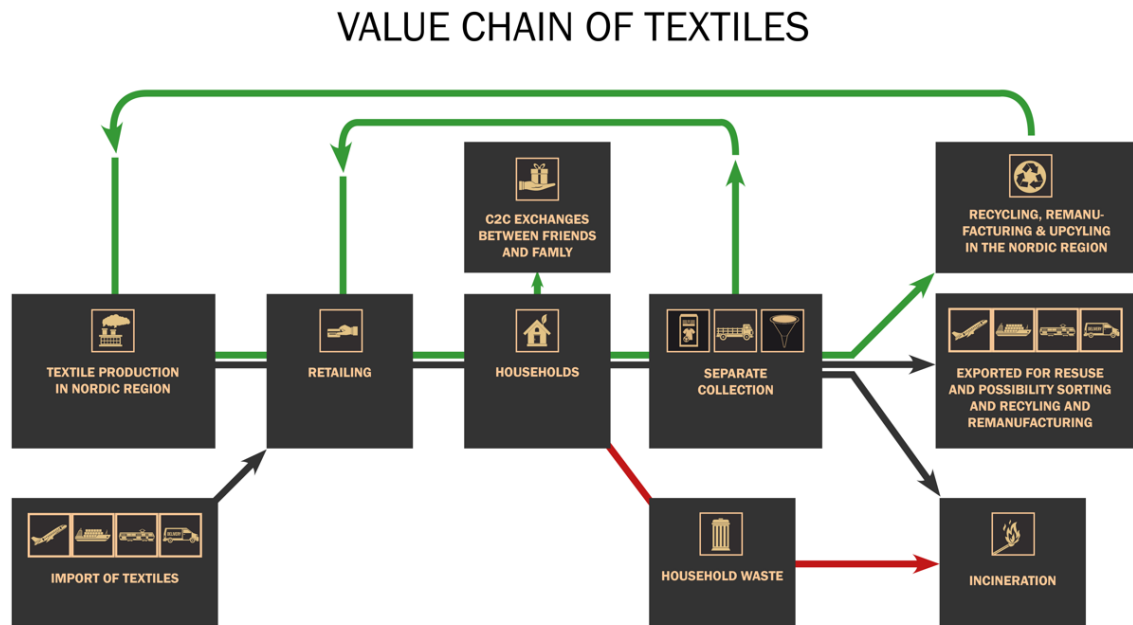 VALUE CHAIN OF TEXTILES
C2C EXCHANGES
BETWEEN FRIENDS
AND FAMLY
RECYCLING, REMANU-
FACTURING & UPCYLING
IN THE NORDIC REGION
TEXTILE PRODUCTION
IN NORDIC REGION
RETAILING
HOUSEHOLDS
SEPARATE
COLLECTION
DELIVERY
EXPORTED FOR RESUSE
AND POSSIBILITY SORTING
AND RECYLING AND
REMANUFACTURING
DELIVERY
IMPORT OF TEXTILES
HOUSEHOLD WASTE
INCINERATION